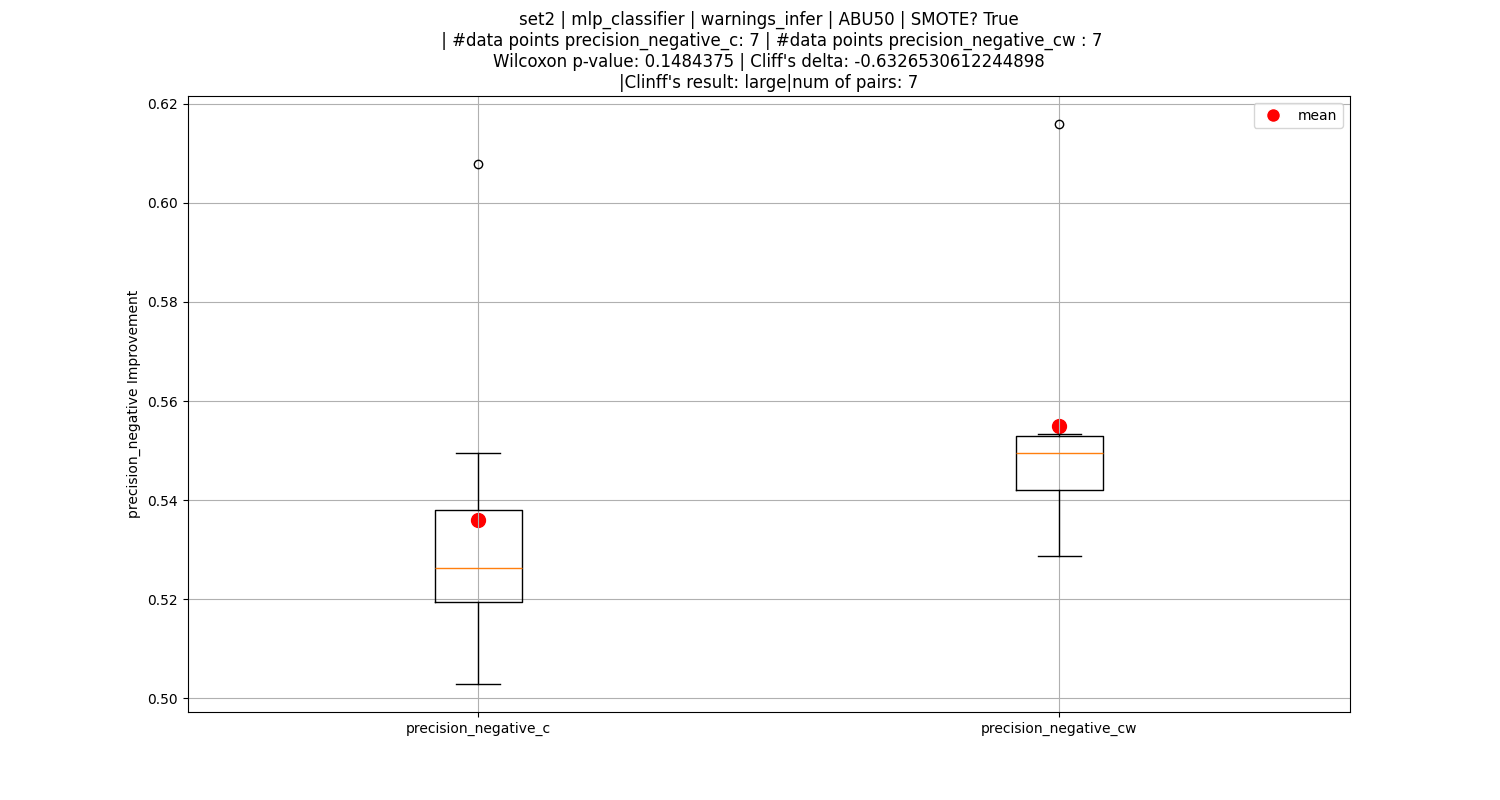 set2 | mlp_classifier | warnings_infer | ABU50 | SMOTE? True
| #data points precision_negative_c: 7 | #data points precision_negative_cw : 7
Wilcoxon p-value: 0.1484375 | Cliff's delta: -0.6326530612244898
|Clinff's result: large|num of pairs: 7
mean
precision_negative Improvement
0.62
0.60
0.58
0.56
0.54
0.52
0.50
precision_negative_c
precision_negative_cw